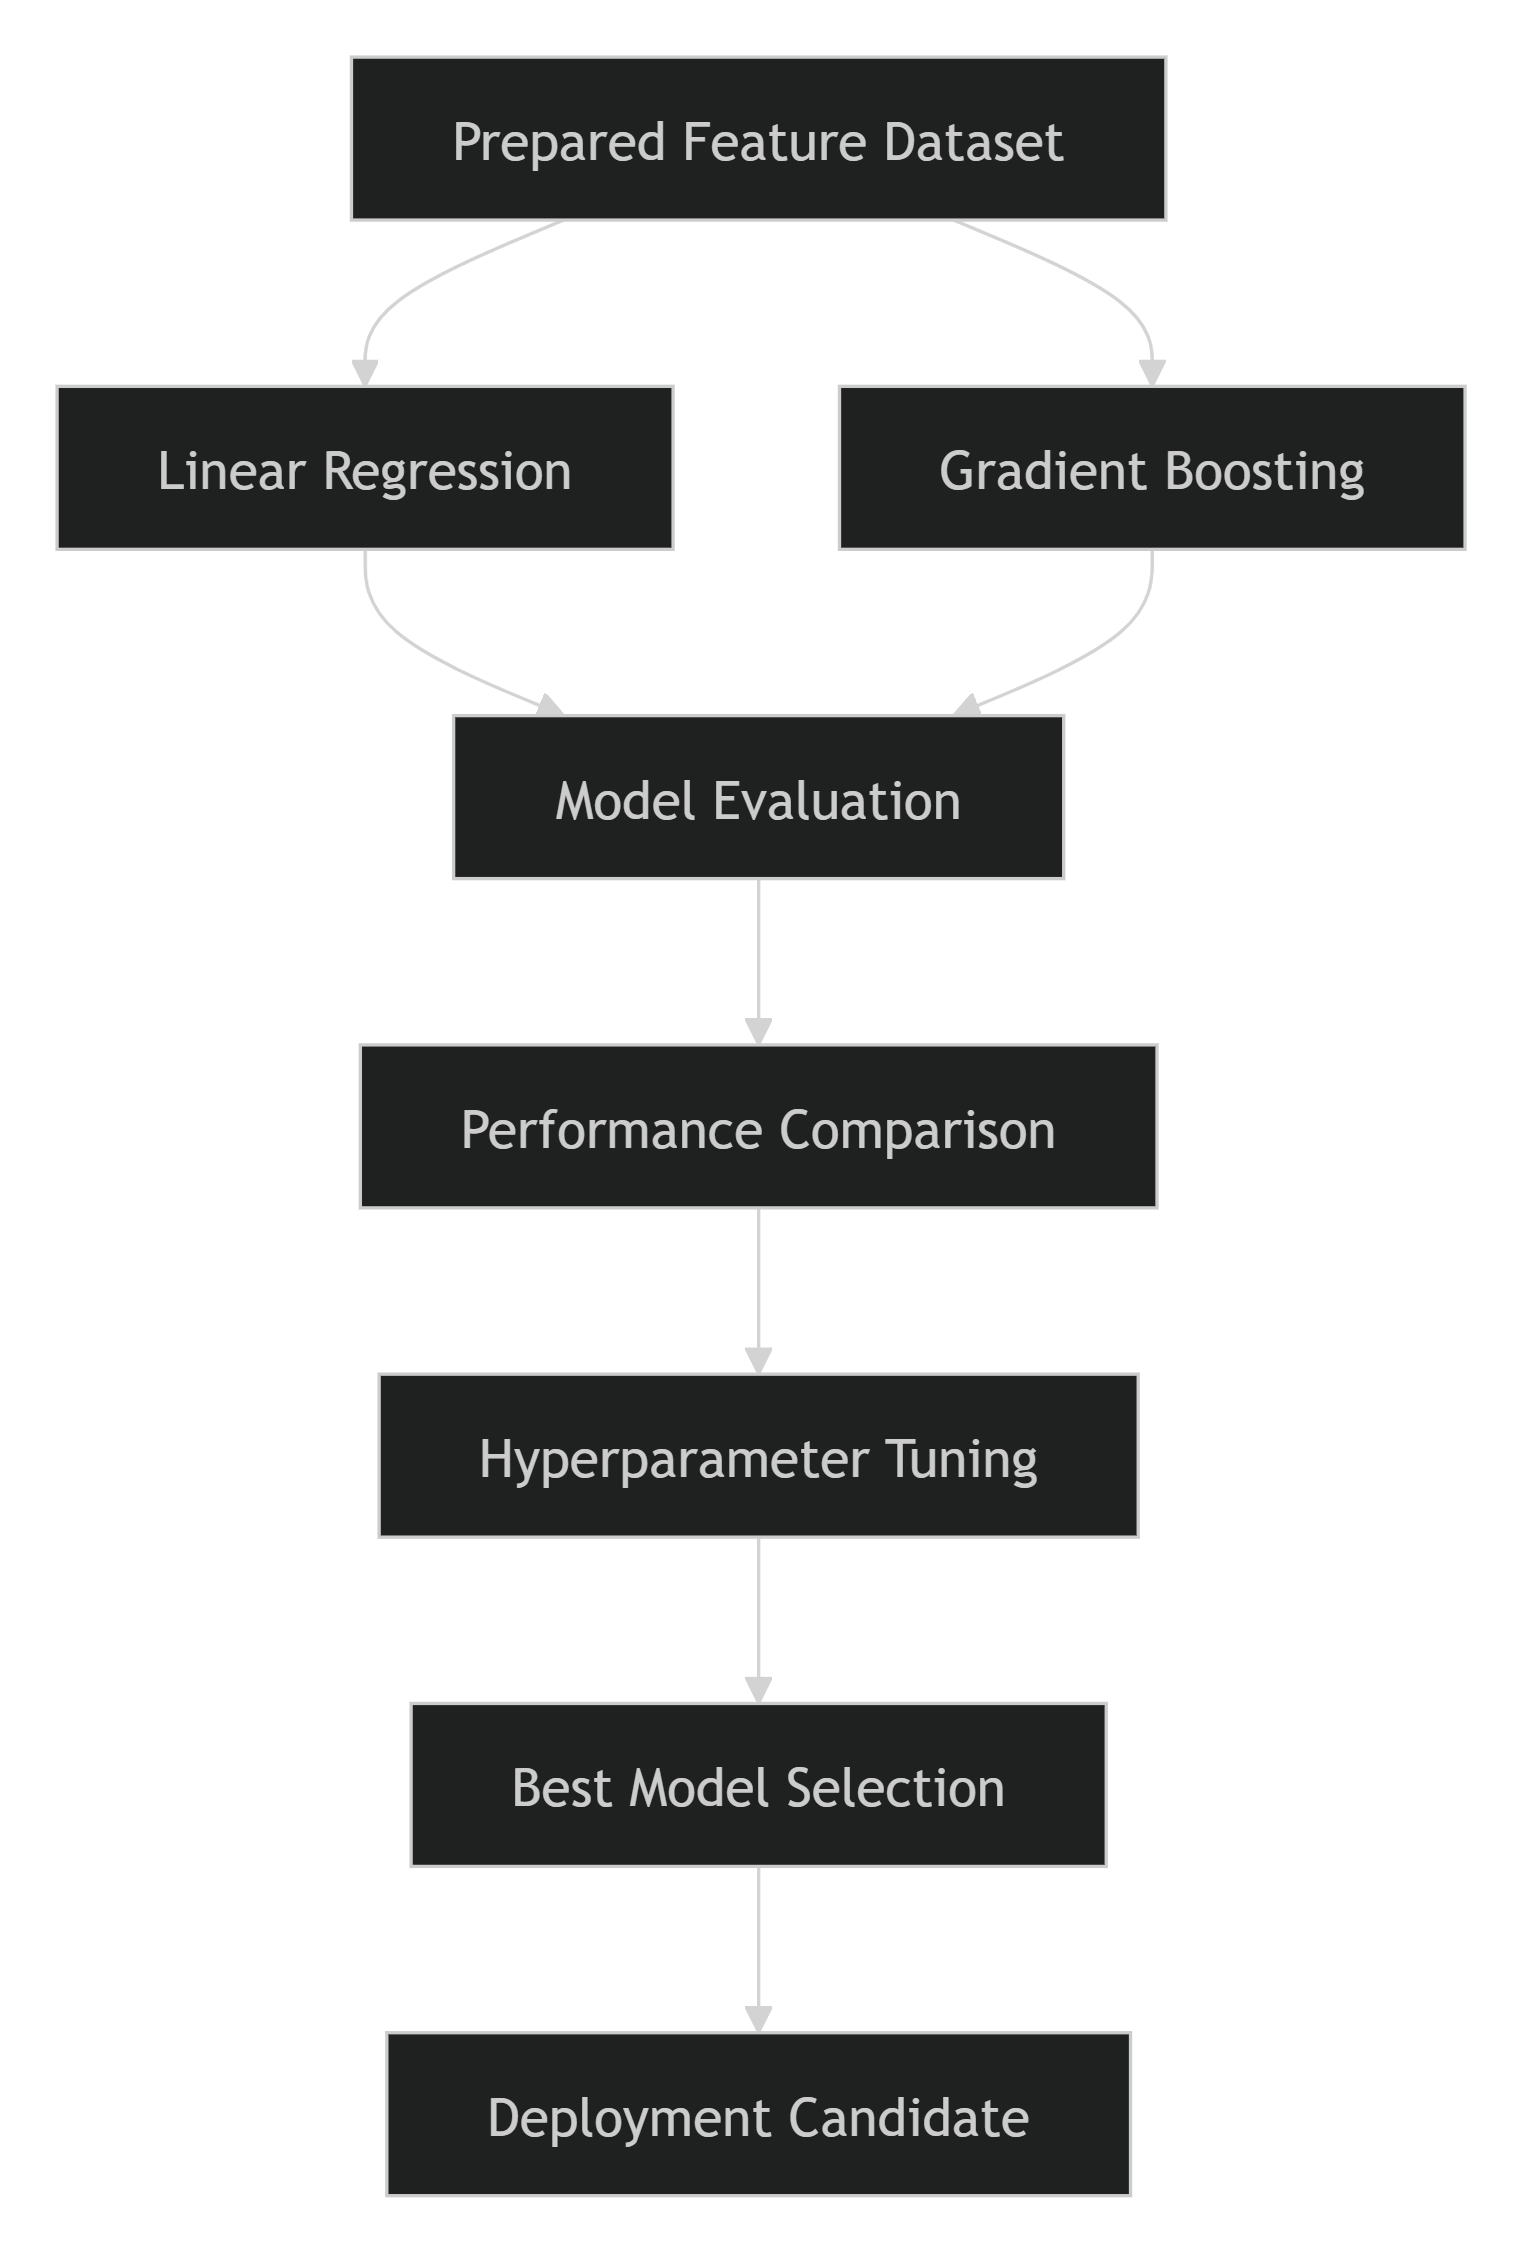 Prepared Feature Dataset
Linear Regression
Gradient Boosting
Model Evaluation
Performance Comparison
Hyperparameter Tuning
Best Model Selection
Deployment Candidate